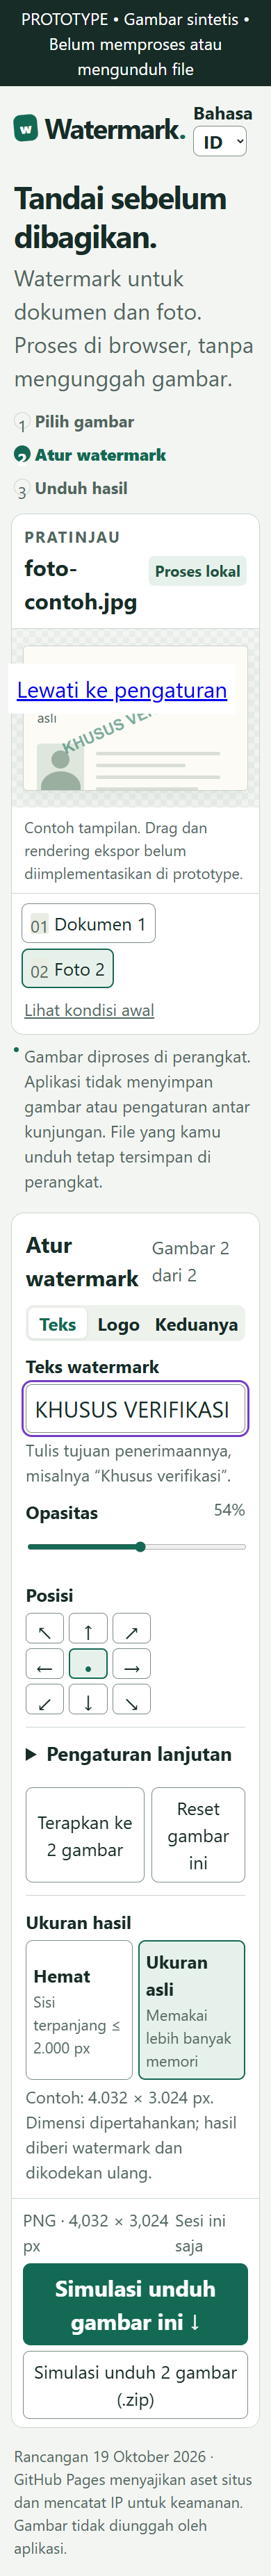 PROTOTYPE • Gambar sintetis •
Belum memproses atau
mengunduh file
w Watermark.
Bahasa
ID
Tandai sebelum
dibagikan.
Watermark untuk
dokumen dan foto.
Proses di browser, tanpa
mengunggah gambar.
1 Pilih gambar
2 Atur watermark
3 Unduh hasil
PRATINJAU
foto-
contoh.jpg
Proses lokal
Lewati ke pengaturan
asli
KHUSUS
Contoh tampilan. Drag dan
rendering ekspor belum
diimplementasikan di prototype.
01 Dokumen 1
02 Foto 2
Lihat kondisi awal
• Gambar diproses di perangkat.
Aplikasi tidak menyimpan
gambar atau pengaturan antar
kunjungan. File yang kamu
unduh tetap tersimpan di
perangkat.
Atur
watermark
Gambar 2
dari 2
Teks Logo Keduanya
Teks watermark
KHUSUS VERIFIKASI
Tulis tujuan penerimaannya,
misalnya “Khusus verifikasi”.
Opasitas 54%
Posisi
↖ ↑ ↗
← • →
↙ ↓ ↘
▶ Pengaturan lanjutan
Terapkan ke
2 gambar
Reset
gambar
ini
Ukuran hasil
Hemat
Sisi
terpanjang ≤
2.000 px
Ukuran
asli
Memakai
lebih banyak
memori
Contoh: 4.032 × 3.024 px.
Dimensi dipertahankan; hasil
diberi watermark dan
dikodekan ulang.
PNG · 4,032 × 3,024
px
Sesi ini
saja
Simulasi unduh
gambar ini ↓
Simulasi unduh 2 gambar
(.zip)
Rancangan 19 Oktober 2026 ·
GitHub Pages menyajikan aset situs
dan mencatat IP untuk keamanan.
Gambar tidak diunggah oleh
aplikasi.